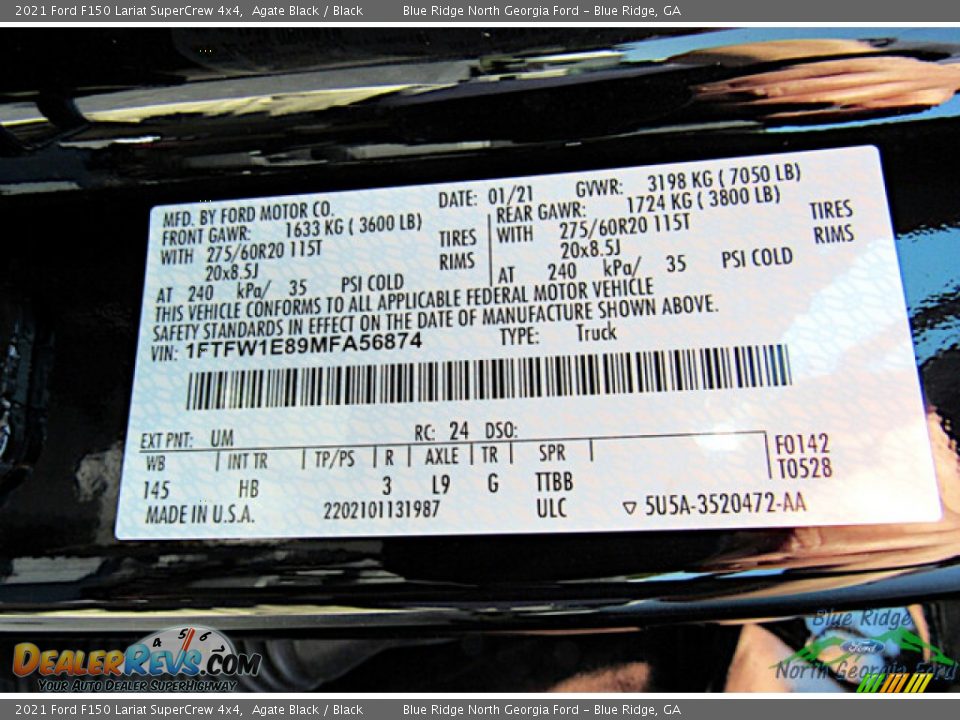 2021 Ford F150 Lariat SuperCrew 4x4, Agate Black / Black Blue Ridge North Georgia Ford - Blue Ridge, GA
MFD. BY FORD MOTOR CO. DATE: 01/21 GVWR: 3198 KG ( 7050 LB)
FRONT GAWR: 1633 KG ( 3600 LB) REAR GAWR: 1724 KG ( 3800 LB)
WITH 275/60R20 115T TIRES WITH 275/60R20 115T TIRES
20x8.5J RIMS 20x8.5J RIMS
AT 240 kPa/ 35 PSI COLD AT 240 kPa/ 35 PSI COLD
THIS VEHICLE CONFORMS TO ALL APPLICABLE FEDERAL MOTOR VEHICLE
SAFETY STANDARDS IN EFFECT ON THE DATE OF MANUFACTURE SHOWN ABOVE.
VIN: 1FTFW1E89MFA56874 TYPE: Truck
EXT PNT: UM RC: 24 DSO:
WB INT TR TP/PS R AXLE TR SPR F0142
145 HB 3 L9 G TTBB T0528
MADE IN U.S.A. 2202101131987 ULC ▽ 5U5A-3520472-AA
4 5 6
DEALERREVS.COM
YOUR AUTO DEALER SUPERHIGHWAY
Blue Ridge
Ford
North Georgia Ford
2021 Ford F150 Lariat SuperCrew 4x4, Agate Black / Black Blue Ridge North Georgia Ford - Blue Ridge, GA